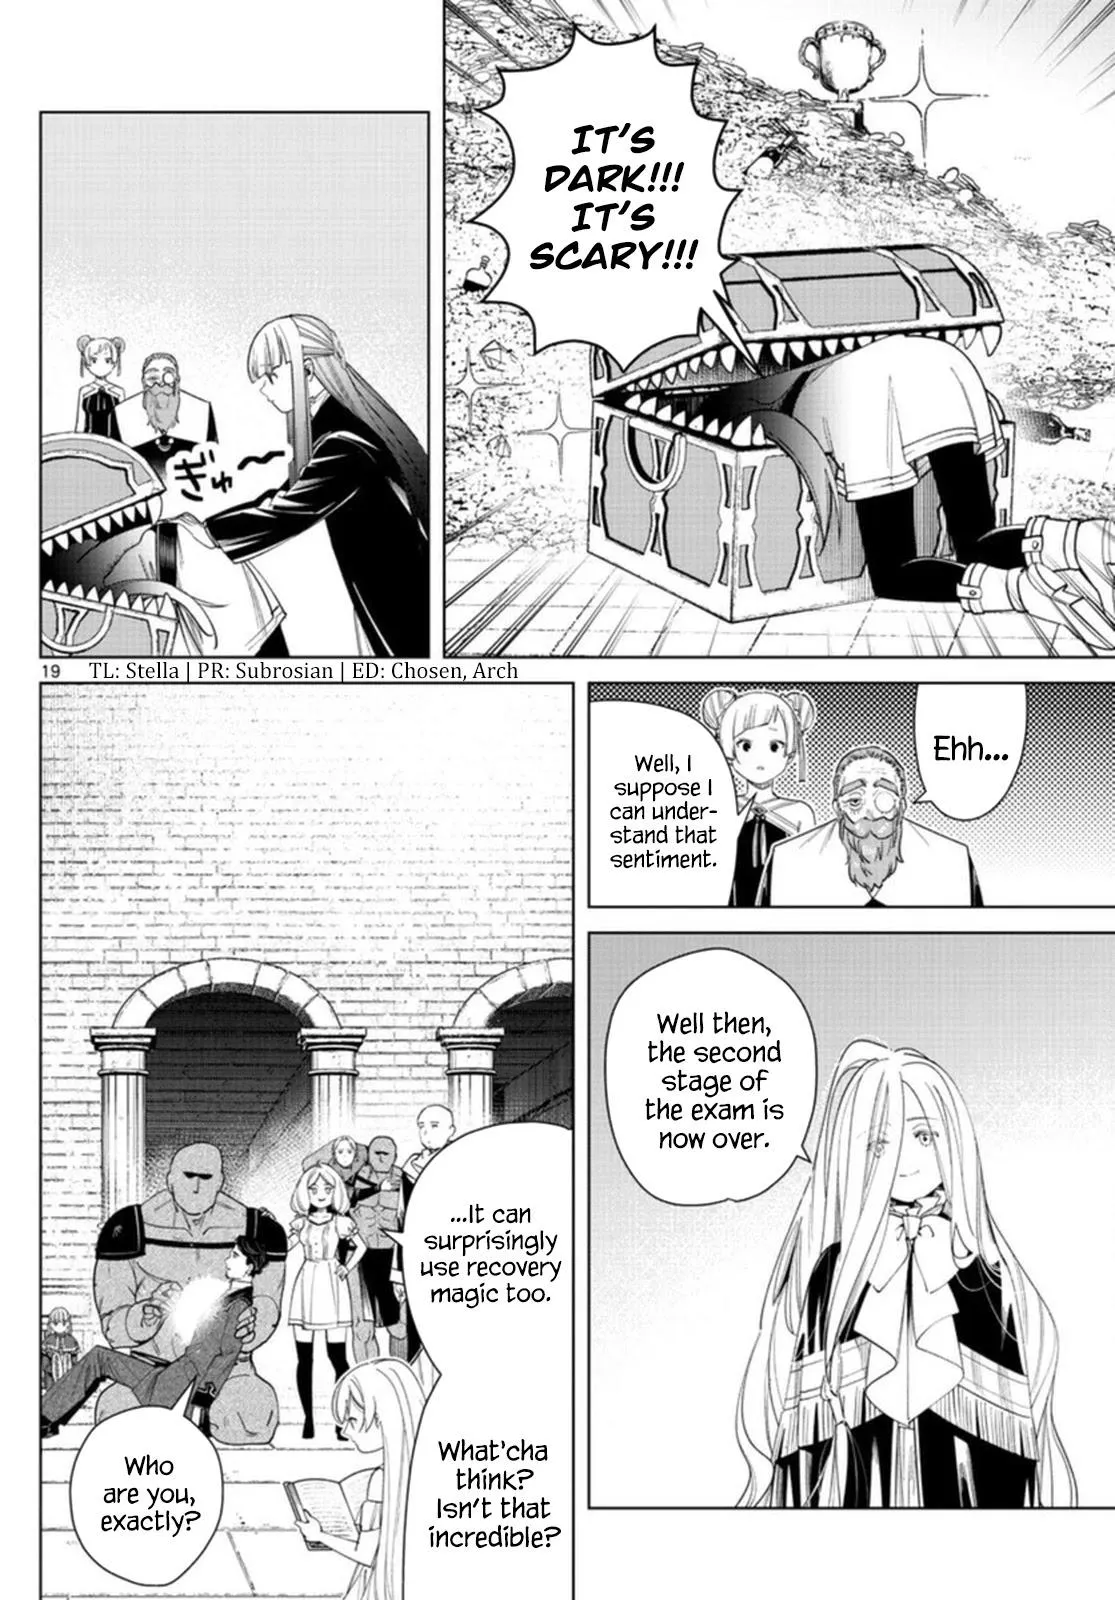 IT'S
DARK!!!
IT'S
SCARY!!!
ぎゅ〜
19
TL: Stella | PR: Subrosian | ED: Chosen, Arch
Ehh...
Well, I
suppose I
can under-
stand that
sentiment.
Well then,
the second
stage of
the exam is
now over.
...It can
surprisingly
use recovery
magic too.
What'cha
think?
Isn't that
incredible?
Who
are you,
exactly?